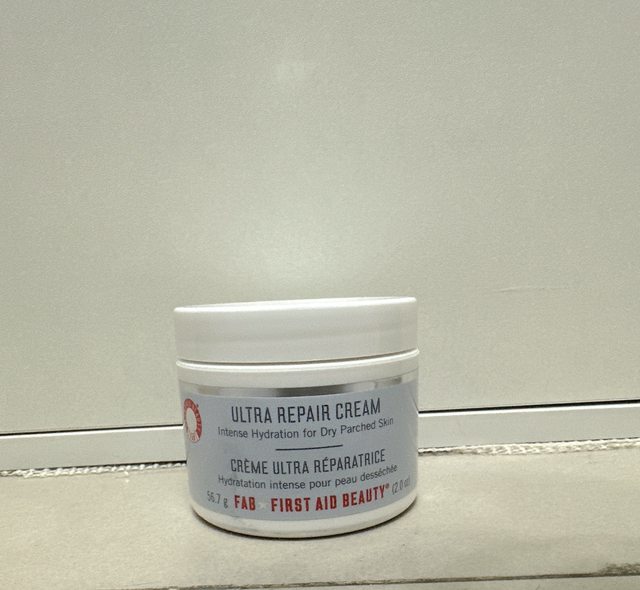 ULTRA REPAIR CREAM
Intense Hydration for Dry Parched Skin
CRÈME ULTRA RÉPARATRICE
Hydratation intense pour peau desséchée
56.7 g FAB FIRST AID BEAUTY® (2.0 oz)